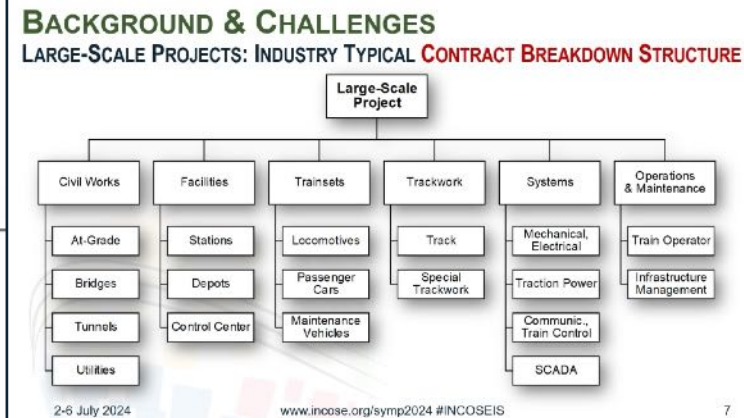 BACKGROUND & CHALLENGES
LARGE-SCALE PROJECTS: INDUSTRY TYPICAL CONTRACT BREAKDOWN STRUCTURE
Large-Scale
Project
Civil Works
Facilities
Trainsets
Trackwork
Systems
Operations
& Maintenance
At-Grade
Stations
Locomotives
Track
Mechanical,
Electrical
Train Operator
Bridges
Depots
Passenger
Cars
Special
Trackwork
Traction Power
Infrastructure
Management
Tunnels
Control Center
Maintenance
Vehicles
Communic.,
Train Control
Utilities
SCADA
2-6 July 2024
www.incose.org/symp2024 #INCOSEIS
7